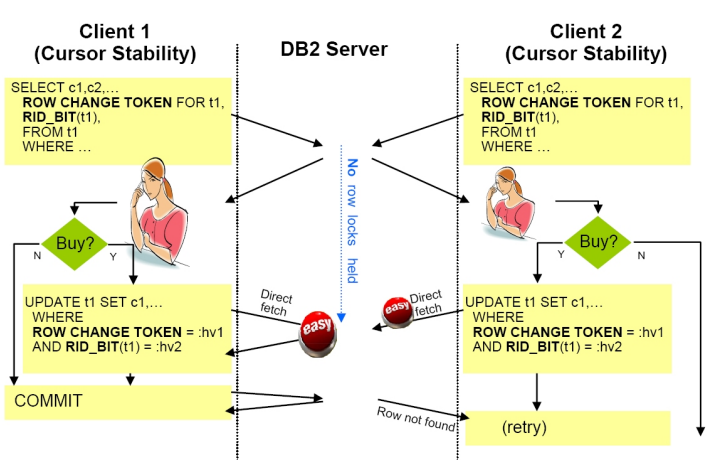 Client 1
(Cursor Stability)
DB2 Server
Client 2
(Cursor Stability)
SELECT c1,c2,…
ROW CHANGE TOKEN FOR t1,
RID_BIT(t1),
FROM t1
WHERE …
SELECT c1,c2,…
ROW CHANGE TOKEN FOR t1,
RID_BIT(t1),
FROM t1
WHERE …
No row locks held
Buy?
N
Y
Buy?
Y
N
UPDATE t1 SET c1,…
WHERE
ROW CHANGE TOKEN = :hv1
AND RID_BIT(t1) = :hv2
Direct
fetch
easy
easy
Direct
fetch
UPDATE t1 SET c1,…
WHERE
ROW CHANGE TOKEN = :hv1
AND RID_BIT(t1) = :hv2
COMMIT
Row not found
(retry)